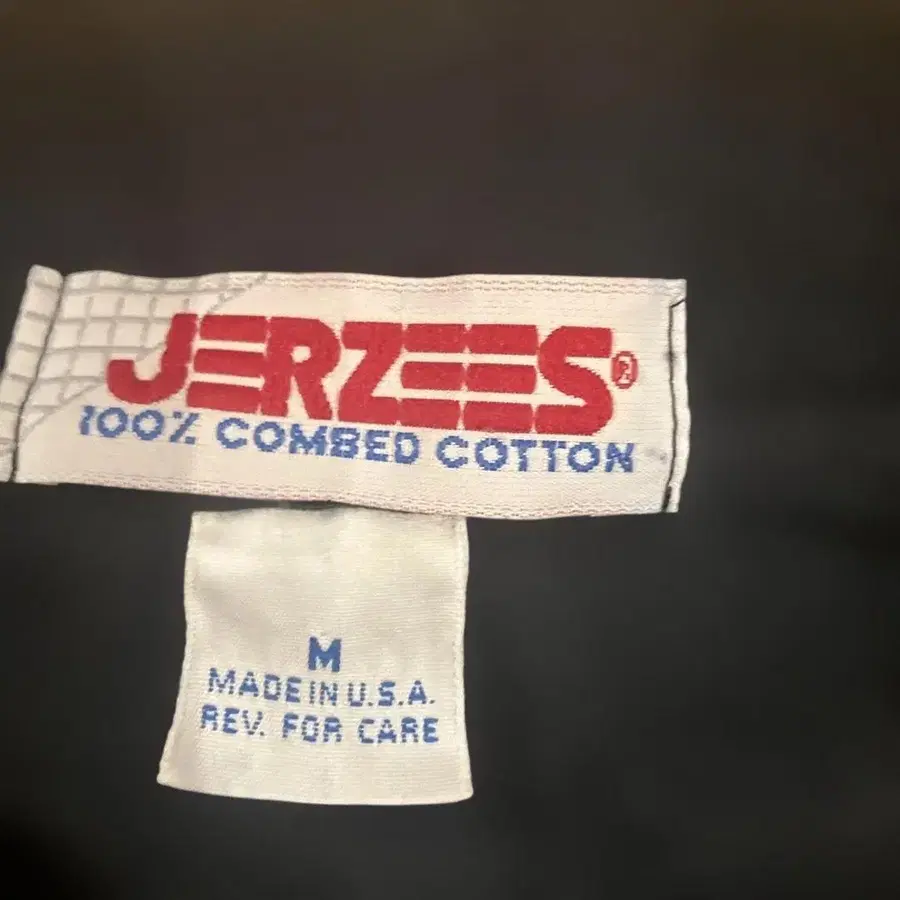 JERZEES®
100% COMBED COTTON
M
MADE IN U.S.A.
REV. FOR CARE